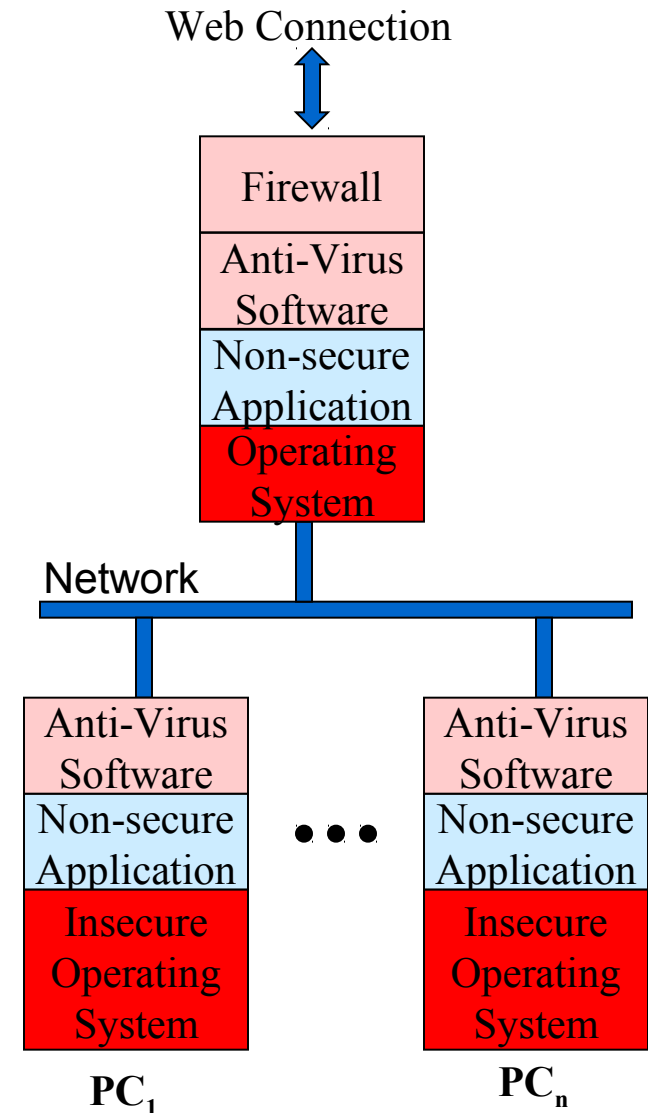 Web Connection
Firewall
Anti-Virus
Software
Non-secure
Application
Operating
System
Network
Anti-Virus
Software
Non-secure
Application
Insecure
Operating
System
PC₁
Anti-Virus
Software
Non-secure
Application
Insecure
Operating
System
PCₙ